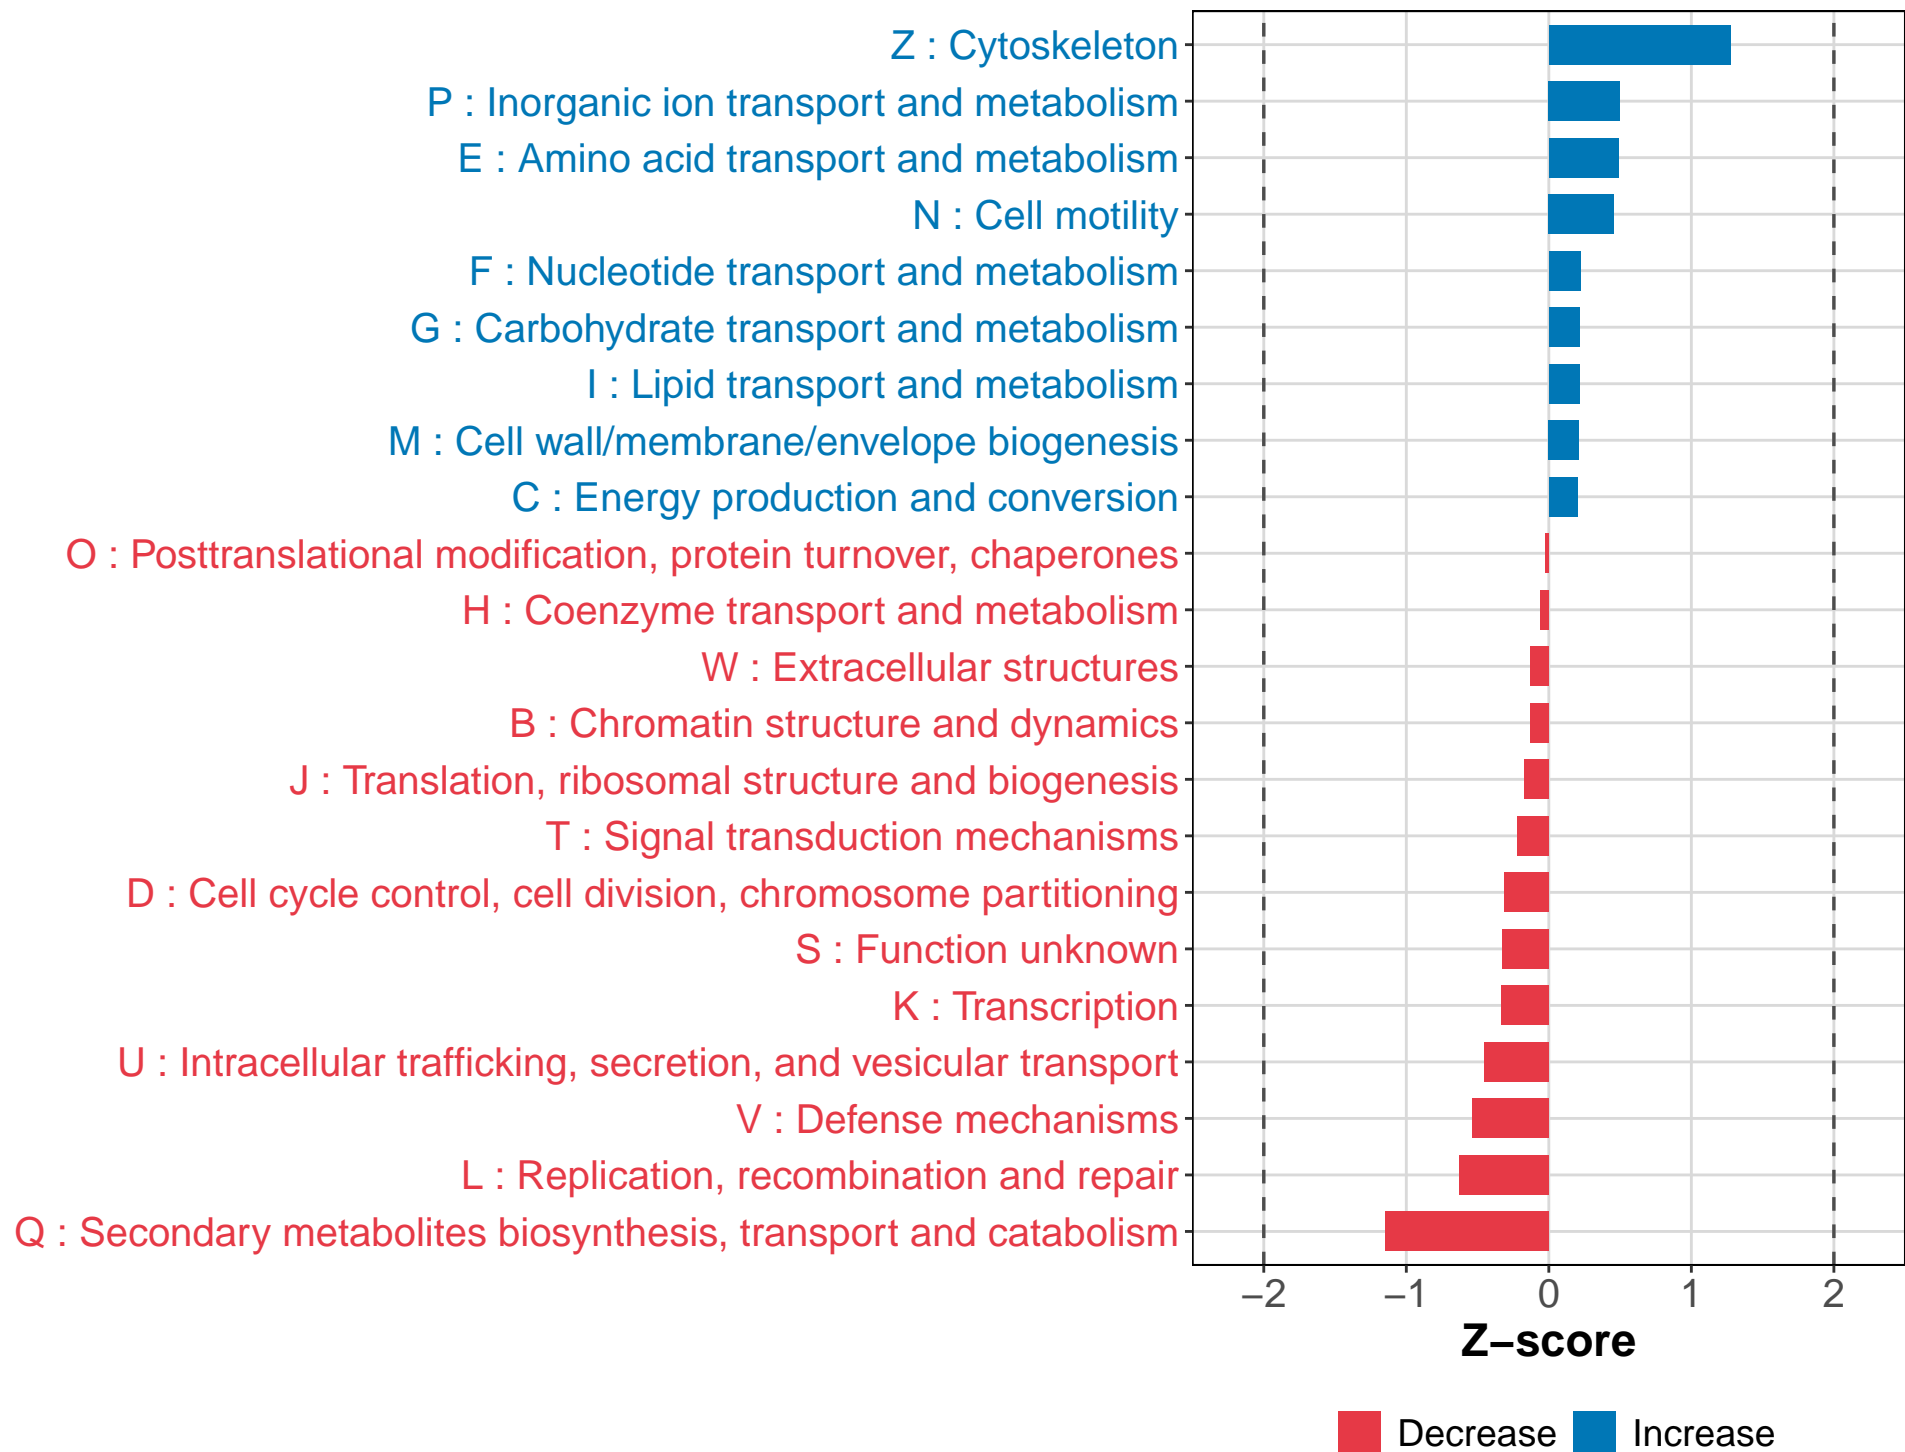 Z : Cytoskeleton
P : Inorganic ion transport and metabolism
E : Amino acid transport and metabolism
N : Cell motility
F : Nucleotide transport and metabolism
G : Carbohydrate transport and metabolism
I : Lipid transport and metabolism
M : Cell wall/membrane/envelope biogenesis
C : Energy production and conversion
O : Posttranslational modification, protein turnover, chaperones
H : Coenzyme transport and metabolism
W : Extracellular structures
B : Chromatin structure and dynamics
J : Translation, ribosomal structure and biogenesis
T : Signal transduction mechanisms
D : Cell cycle control, cell division, chromosome partitioning
S : Function unknown
K : Transcription
U : Intracellular trafficking, secretion, and vesicular transport
V : Defense mechanisms
L : Replication, recombination and repair
Q : Secondary metabolites biosynthesis, transport and catabolism
−2 −1 0 1 2
Z−score
Decrease Increase